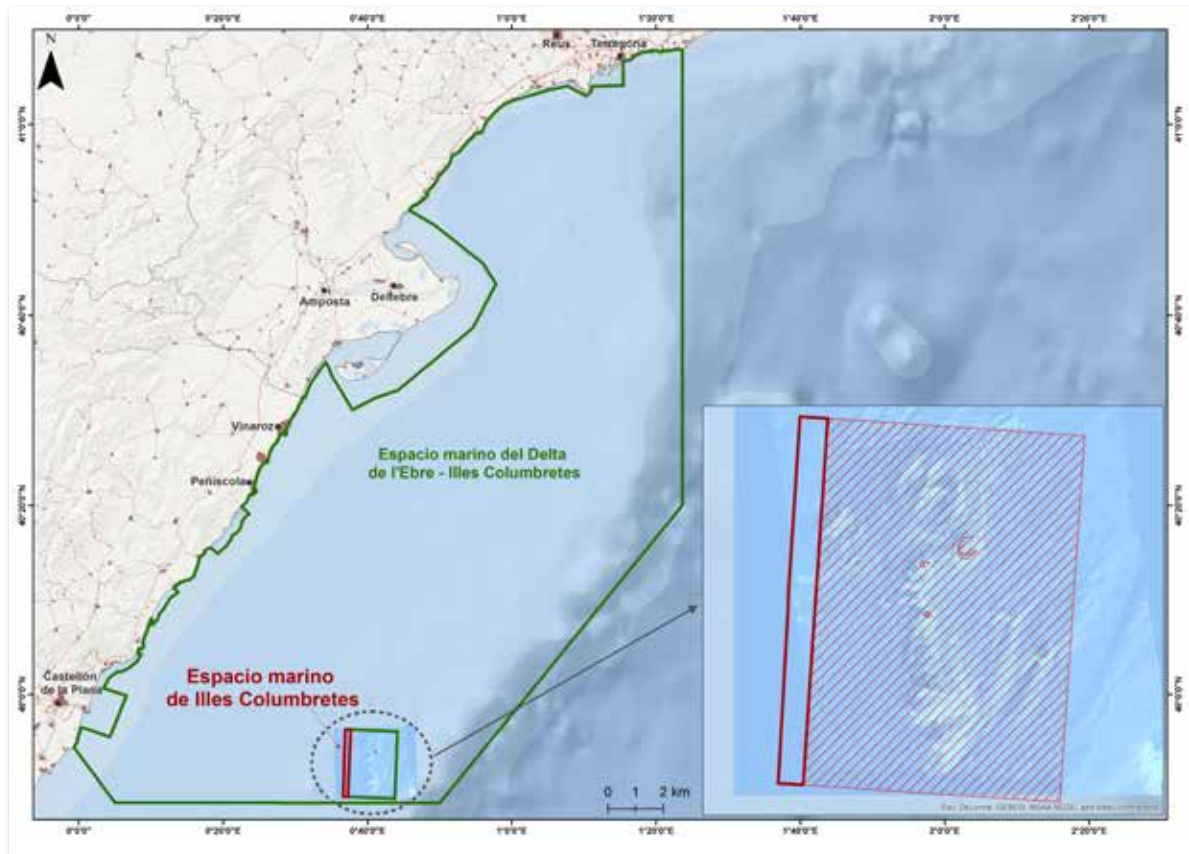 0°0'0"E 0°20'0"E 0°40'0"E 1°0'0"E 1°20'0"E 1°40'0"E 2°0'0"E 2°20'0"E
N
Reus
Tarragona
41°0'0"N
41°0'0"N
Amposta
Deltebre
40°40'0"N
40°40'0"N
Vinaroz
Peñiscola
Espacio marino del Delta
de l'Ebre - Illes Columbretes
40°20'0"N
40°20'0"N
Castellón
de la Plana
Espacio marino
de Illes Columbretes
40°0'0"N
40°0'0"N
0 1 2 km
0°0'0"E 0°20'0"E 0°40'0"E 1°0'0"E 1°20'0"E 1°40'0"E 2°0'0"E 2°20'0"E